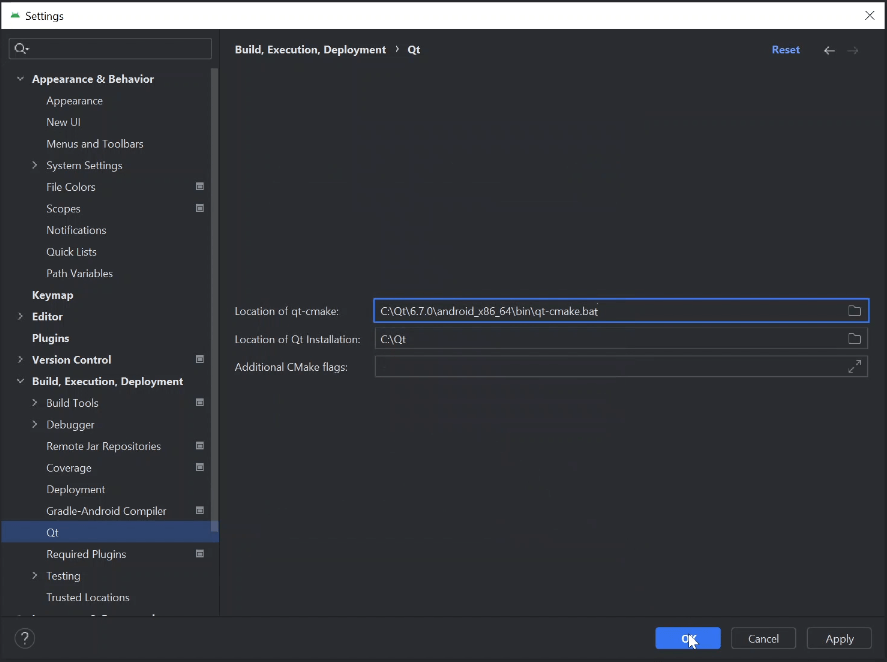 Settings
Build, Execution, Deployment › Qt
Reset
Appearance & Behavior
Appearance
New UI
Menus and Toolbars
System Settings
File Colors
Scopes
Notifications
Quick Lists
Path Variables
Keymap
Editor
Plugins
Version Control
Build, Execution, Deployment
Build Tools
Debugger
Remote Jar Repositories
Coverage
Deployment
Gradle-Android Compiler
Qt
Required Plugins
Testing
Trusted Locations
Location of qt-cmake: C:\Qt\6.7.0\android_x86_64\bin\qt-cmake.bat
Location of Qt Installation: C:\Qt
Additional CMake flags:
?
OK
Cancel
Apply